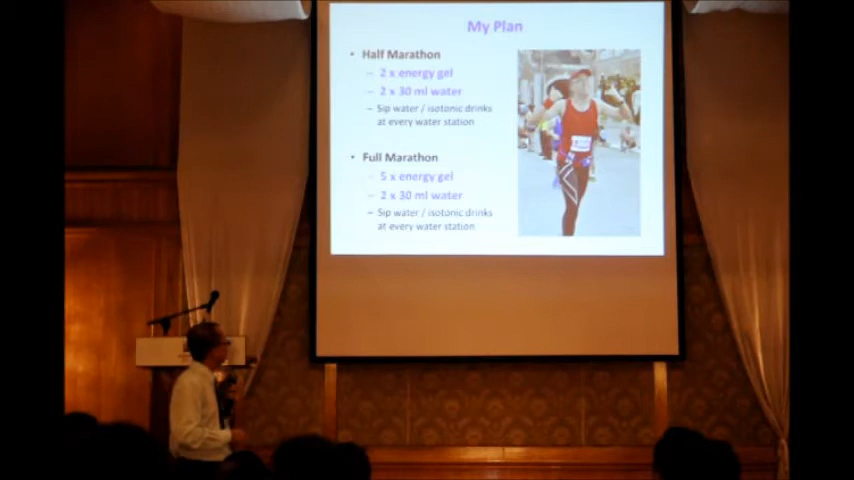 My Plan
• Half Marathon
– 2 x energy gel
– 2 x 30 ml water
– Sip water / isotonic drinks
at every water station
• Full Marathon
– 5 x energy gel
– 2 x 30 ml water
– Sip water / isotonic drinks
at every water station